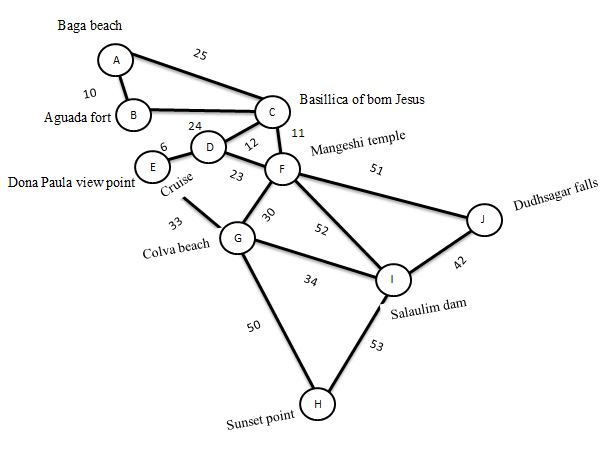 Baga beach
25
A
10
Basillica of bom Jesus
B
C
Aguada fort
24
11
D
12
Mangeshi temple
6
E
F
51
Dona Paula view point
Cruise
23
Dudhsagar falls
33
30
J
52
Colva beach
G
42
34
I
Salaulim dam
50
53
H
Sunset point